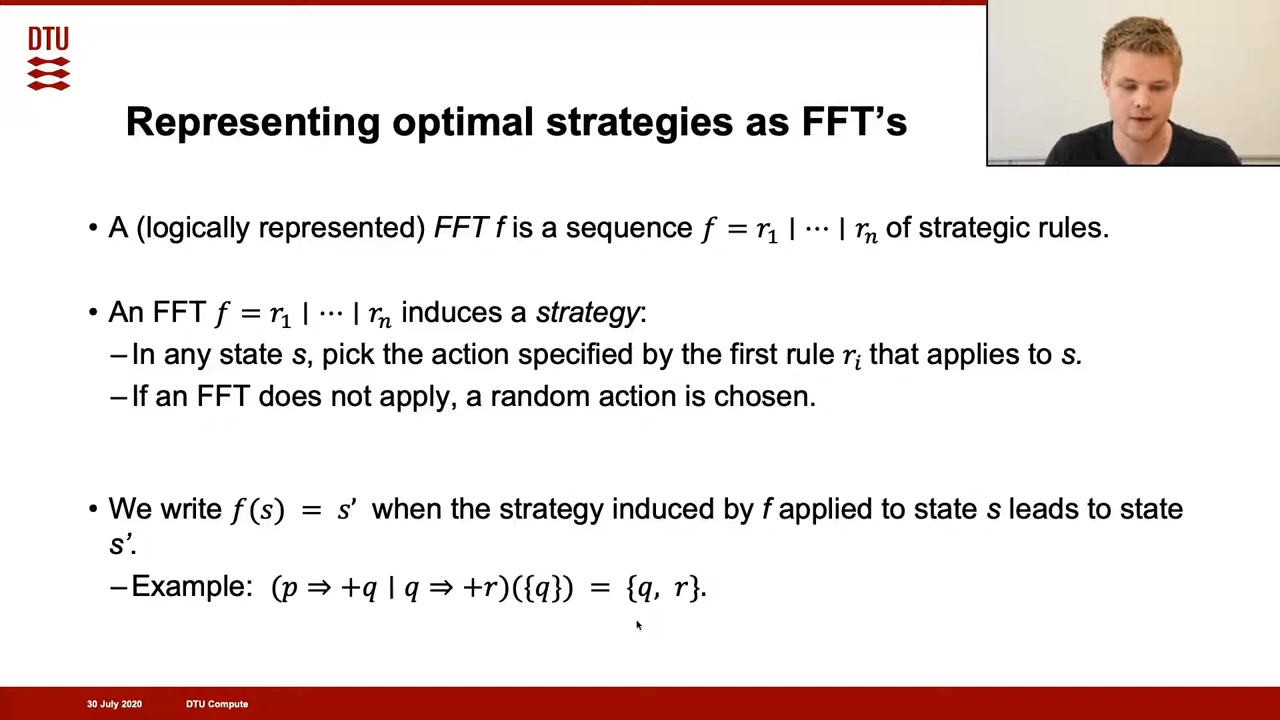 DTU
Representing optimal strategies as FFT's
• A (logically represented) FFT f is a sequence f = r₁ | ⋯ | rₙ of strategic rules.
• An FFT f = r₁ | ⋯ | rₙ induces a strategy:
–In any state s, pick the action specified by the first rule rᵢ that applies to s.
–If an FFT does not apply, a random action is chosen.
• We write f(s) = s’ when the strategy induced by f applied to state s leads to state
s’.
–Example: (p ⇒ +q | q ⇒ +r)({q}) = {q, r}.
30 July 2020 DTU Compute